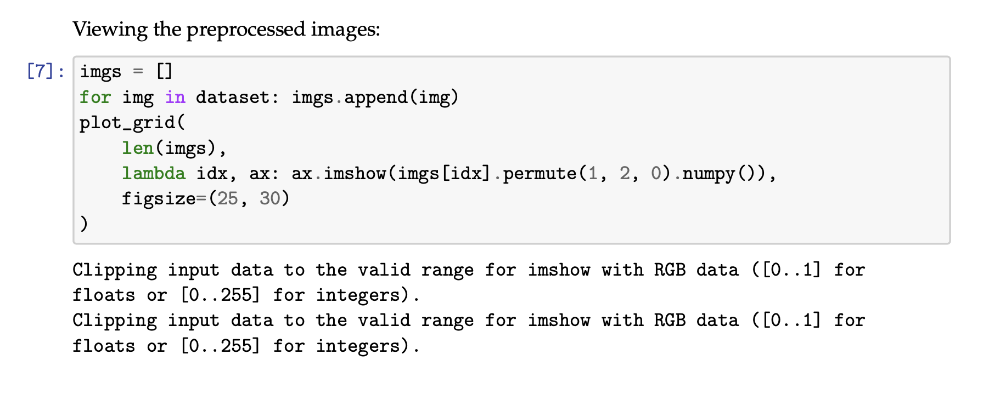 Viewing the preprocessed images:
[7]: imgs = []
for img in dataset: imgs.append(img)
plot_grid(
    len(imgs),
    lambda idx, ax: ax.imshow(imgs[idx].permute(1, 2, 0).numpy()),
    figsize=(25, 30)
)
Clipping input data to the valid range for imshow with RGB data ([0..1] for
floats or [0..255] for integers).
Clipping input data to the valid range for imshow with RGB data ([0..1] for
floats or [0..255] for integers).